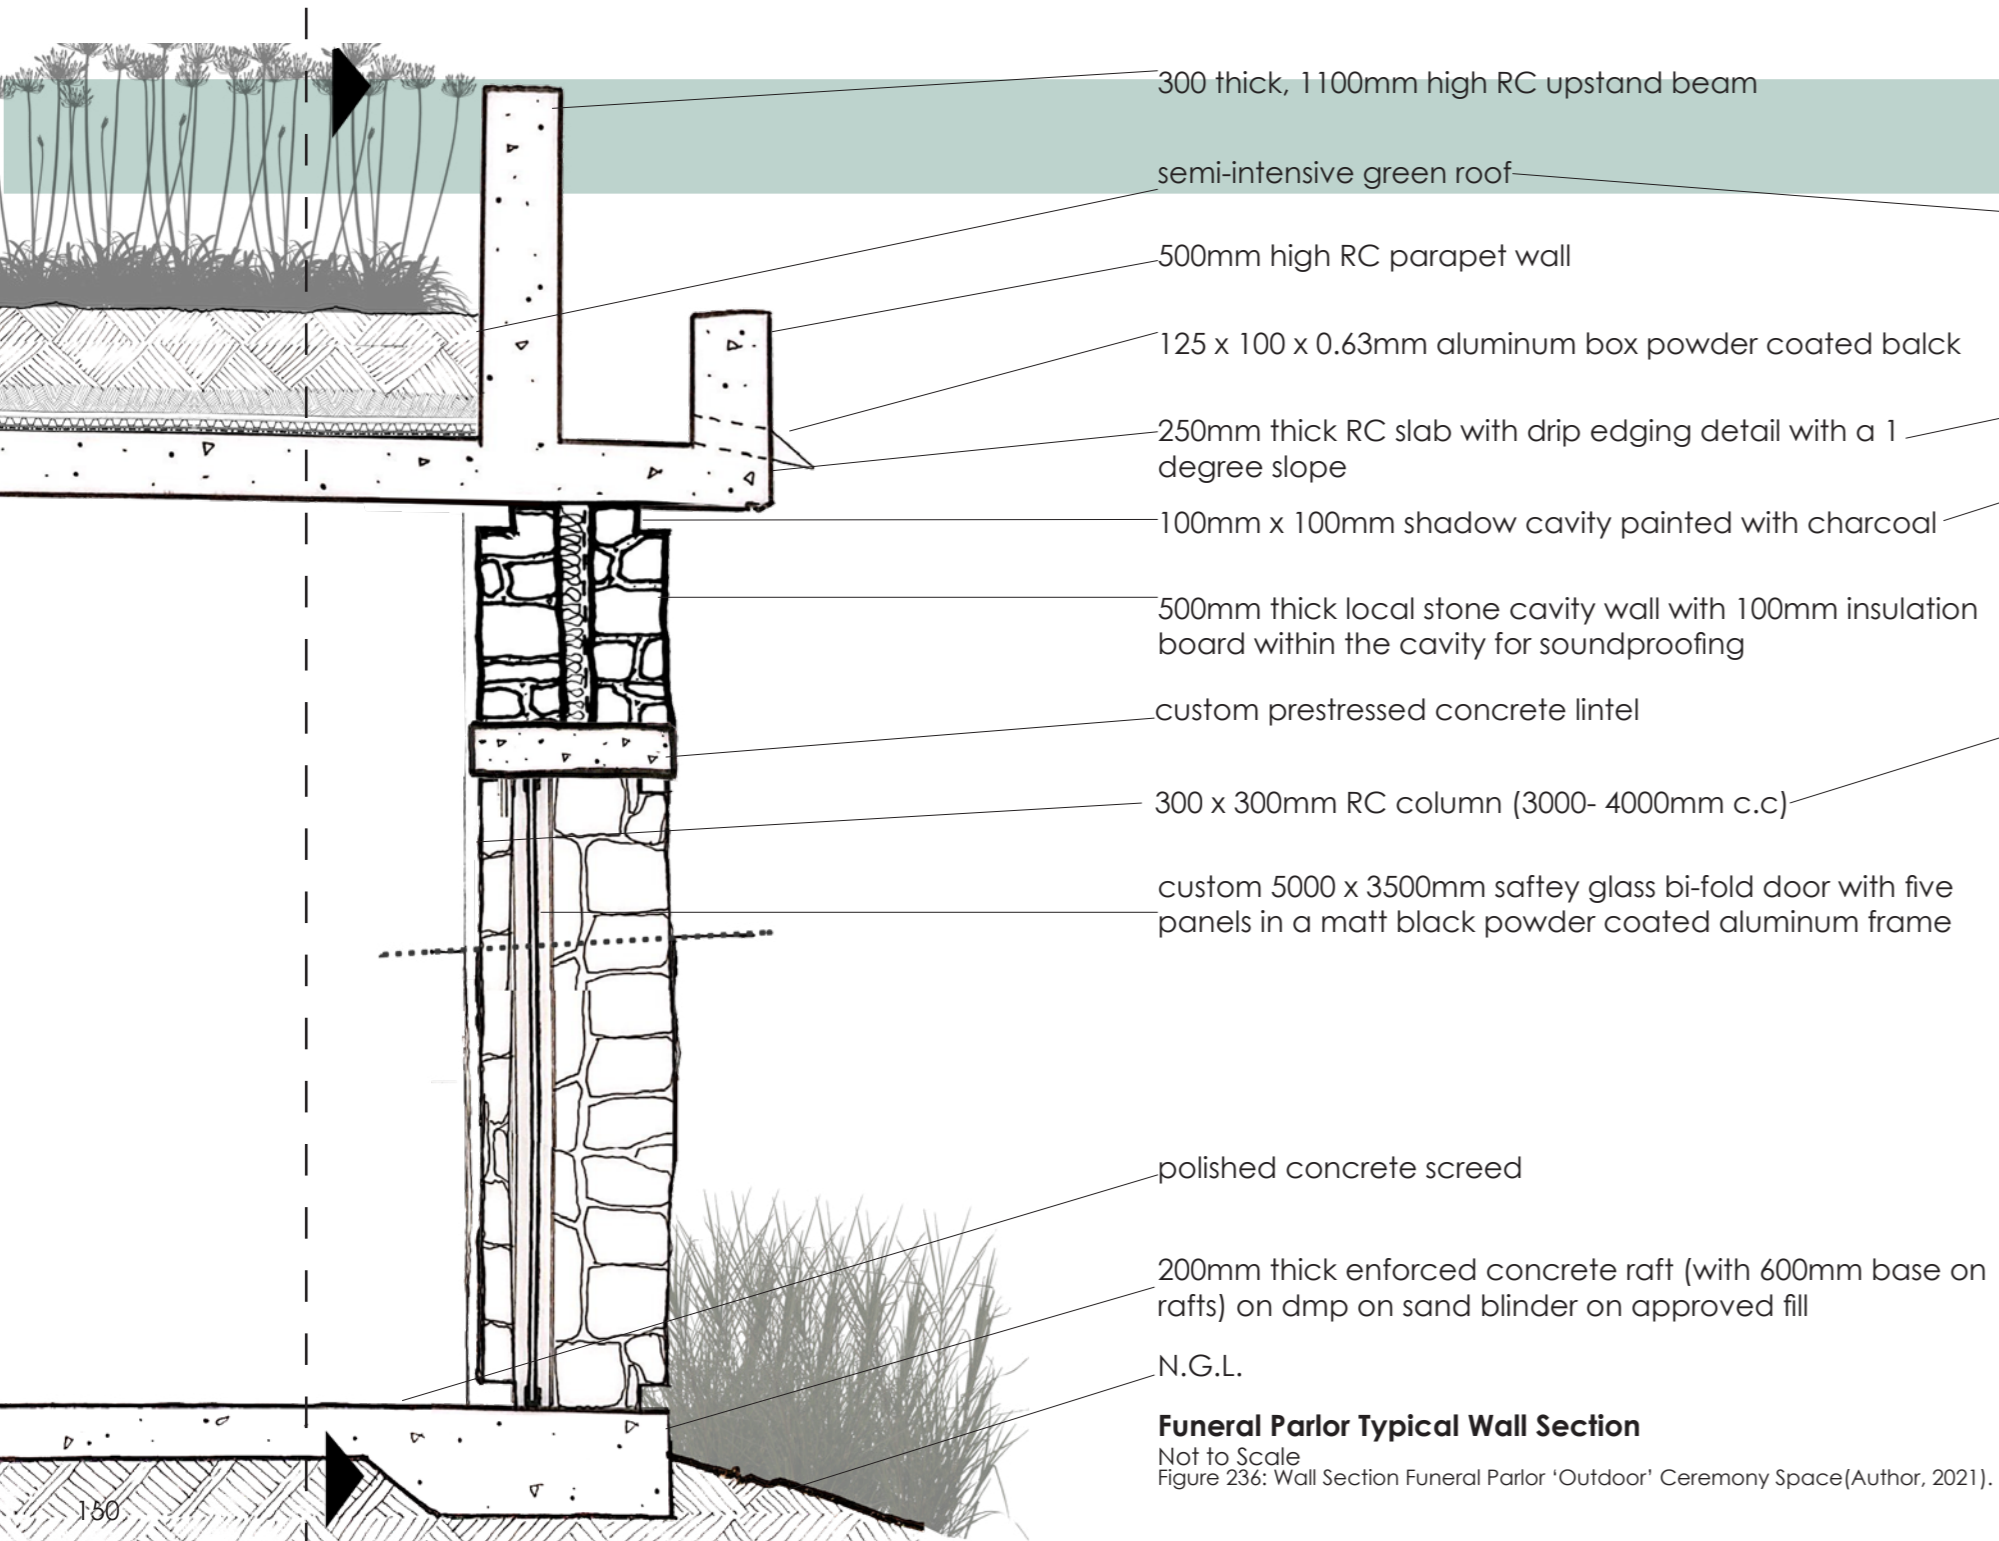 300 thick, 1100mm high RC upstand beam
semi-intensive green roof
500mm high RC parapet wall
125 x 100 x 0.63mm aluminum box powder coated balck
250mm thick RC slab with drip edging detail with a 1
degree slope
100mm x 100mm shadow cavity painted with charcoal
500mm thick local stone cavity wall with 100mm insulation
board within the cavity for soundproofing
custom prestressed concrete lintel
300 x 300mm RC column (3000- 4000mm c.c)
custom 5000 x 3500mm saftey glass bi-fold door with five
panels in a matt black powder coated aluminum frame
polished concrete screed
200mm thick enforced concrete raft (with 600mm base on
rafts) on dmp on sand blinder on approved fill
N.G.L.
Funeral Parlor Typical Wall Section
Not to Scale
Figure 236: Wall Section Funeral Parlor ‘Outdoor’ Ceremony Space(Author, 2021).
150